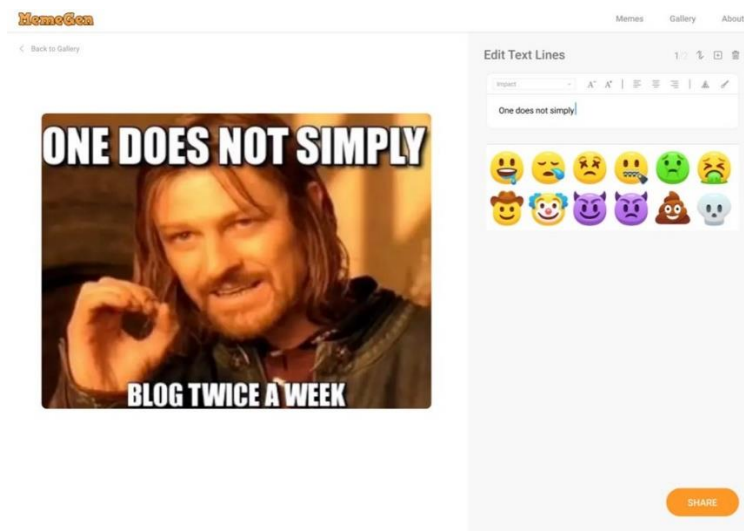 MemeGen
Memes Gallery About
Back to Gallery
Edit Text Lines
Impact
One does not simply
ONE DOES NOT SIMPLY
BLOG TWICE A WEEK
SHARE